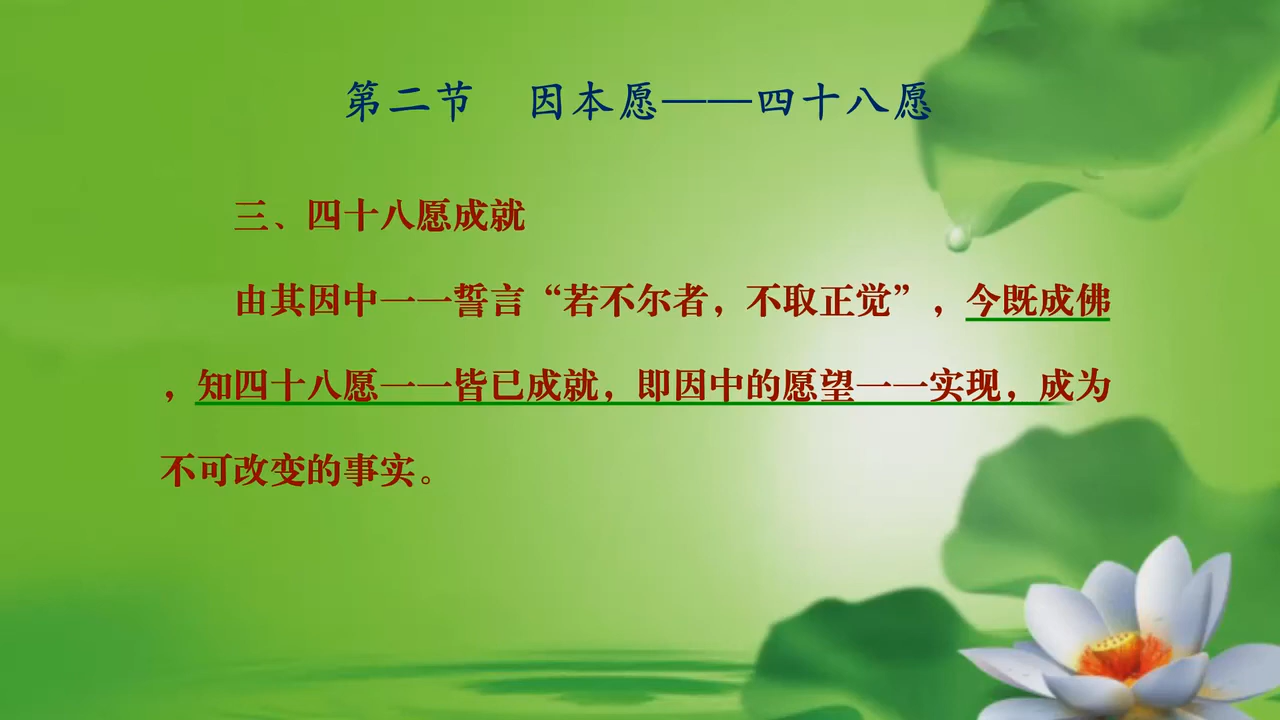 第二节 因本愿——四十八愿
三、四十八愿成就
由其因中一一誓言“若不尔者，不取正觉”，今既成佛
，知四十八愿一一皆已成就，即因中的愿望一一实现，成为
不可改变的事实。